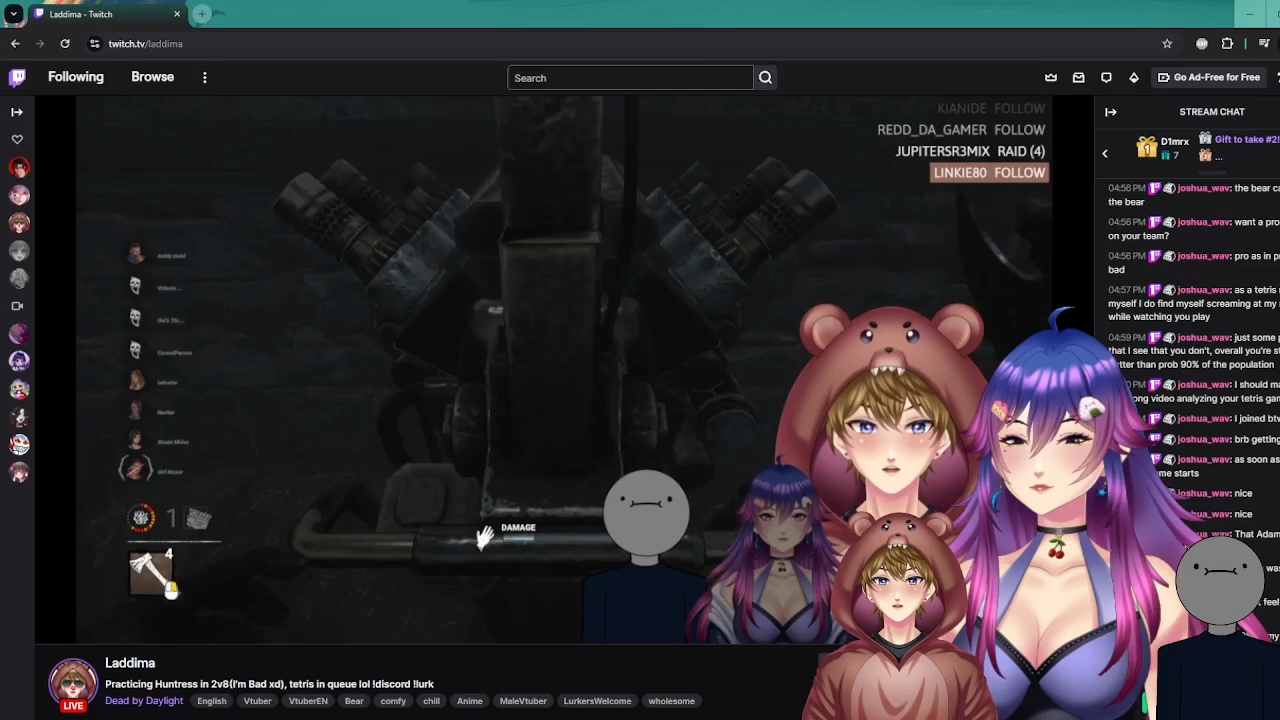 Laddima - Twitch
twitch.tv/laddima
Following
Browse
Search
Go Ad-Free for Free
KIANIDE FOLLOW
REDD_DA_GAMER FOLLOW
JUPITERSR3MIX RAID (4)
LINKIE80 FOLLOW
1
4
DAMAGE
STREAM CHAT
1
D1mrx
7
Gift to take #2!
...
04:56 PM joshua_wav: the bear ca
the bear
04:56 PM joshua_wav: want a pro
on your team?
04:56 PM joshua_wav: pro as in p
bad
04:57 PM joshua_wav: as a tetris
myself I do find myself screaming at my
while watching you play
04:59 PM joshua_wav: just some
that I see that you don't, overall you're
tter than prob 90% of the population
PM joshua_wav: I should ma
ong video analyzing your tetris gam
joshua_wav: I joined btw
joshua_wav: brb getting
joshua_wav: as soon as
me starts
joshua_wav: nice
joshua_wav: nice
joshua_wav: That Adam
Laddima
LIVE
Practicing Huntress in 2v8(I'm Bad xd), tetris in queue lol !discord !lurk
Dead by Daylight English Vtuber VtuberEN Bear comfy chill Anime MaleVtuber LurkersWelcome wholesome